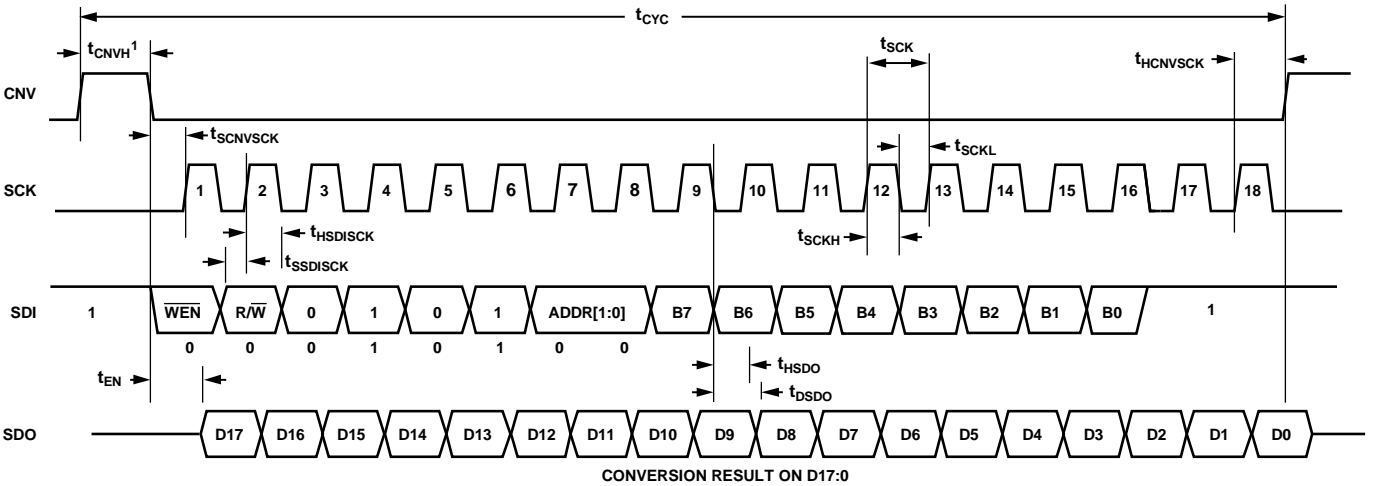 tCYC
tCNVH1
tSCK
tHCNVSCK
CNV
tSCNVSCK
tSCKL
SCK
1 2 3 4 5 6 7 8 9 10 11 12 13 14 15 16 17 18
tHSDISCK
tSCKH
tSSDISCK
SDI 1 WEN R/W 0 1 0 1 ADDR[1:0] B7 B6 B5 B4 B3 B2 B1 B0 1
0 0 0 1 0 1 0 0
tHSDO
tEN
tDSDO
SDO D17 D16 D15 D14 D13 D12 D11 D10 D9 D8 D7 D6 D5 D4 D3 D2 D1 D0
CONVERSION RESULT ON D17:0